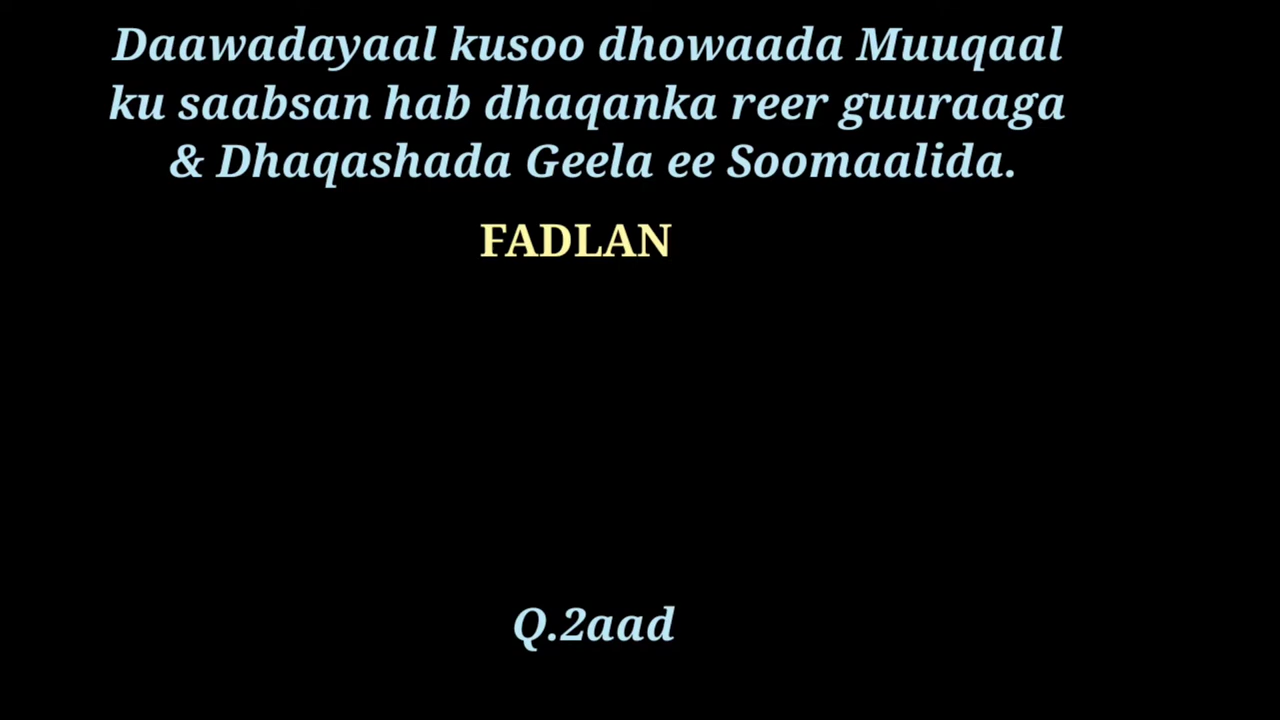 Daawadayaal kusoo dhowaada Muuqaal
ku saabsan hab dhaqanka reer guuraaga
& Dhaqashada Geela ee Soomaalida.
FADLAN
Q.2aad